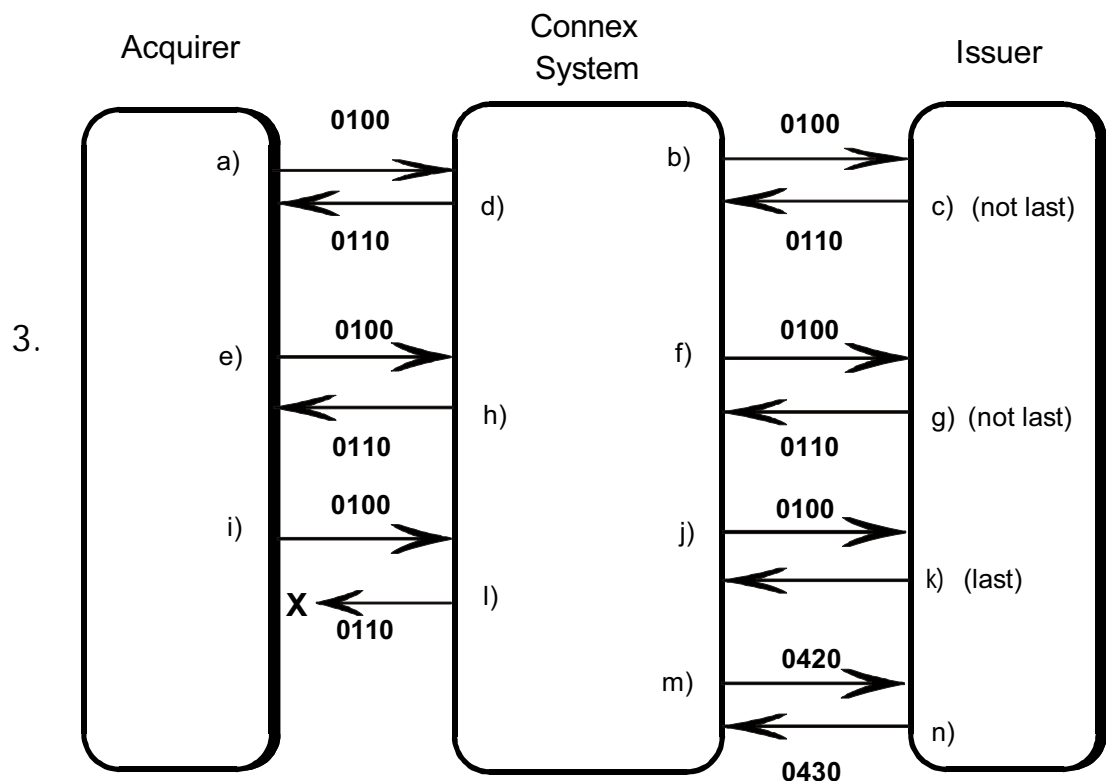 Acquirer
Connex
System
Issuer
0100
0100
a)
b)
d)
c) (not last)
0110
0110
3.
0100
0100
e)
f)
h)
g) (not last)
0110
0110
0100
0100
i)
j)
k) (last)
X
l)
0110
0420
m)
n)
0430